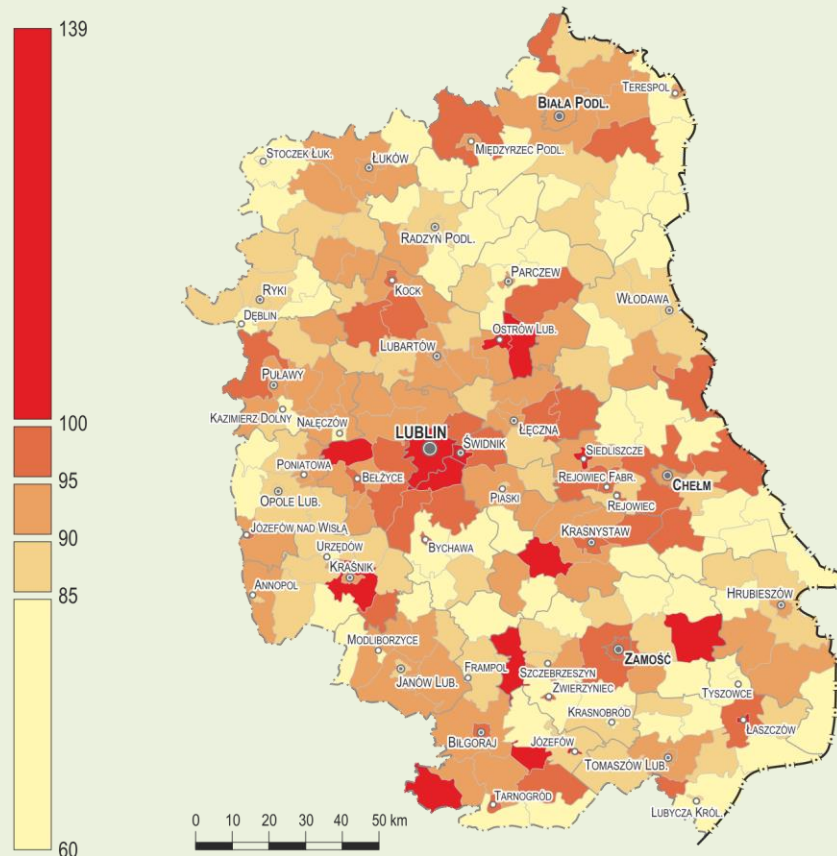 139
100
95
90
85
60
TERESPOL
BIAŁA PODL.
MIĘDZYRZEC PODL.
STOCZEK ŁUK.
ŁUKÓW
RADZYŃ PODL.
PARCZEW
RYKI
KOCK
WŁODAWA
DĘBLIN
OSTRÓW LUB.
LUBARTÓW
PUŁAWY
KAZIMIERZ DOLNY
NAŁĘCZÓW
LUBLIN
ŁĘCZNA
ŚWIDNIK
SIEDLISZCZE
PONIATOWA
BEŁŻYCE
REJOWIEC FABR.
CHEŁM
OPOLE LUB.
PIASKI
REJOWIEC
JÓZEFÓW NAD WISŁĄ
KRASNYSTAW
URZĘDÓW
BYCHAWA
KRAŚNIK
ANNOPOL
HRUBIESZÓW
MODLIBORZYCE
ZAMOŚĆ
JANÓW LUB.
FRAMPOL
SZCZEBRZESZYN
ZWIERZYNIEC
TYSZOWCE
KRASNOBRÓD
ŁASZCZÓW
BIŁGORAJ
JÓZEFÓW
TOMASZÓW LUB.
TARNOGRÓD
LUBYCZA KRÓL.
0 10 20 30 40 50 km